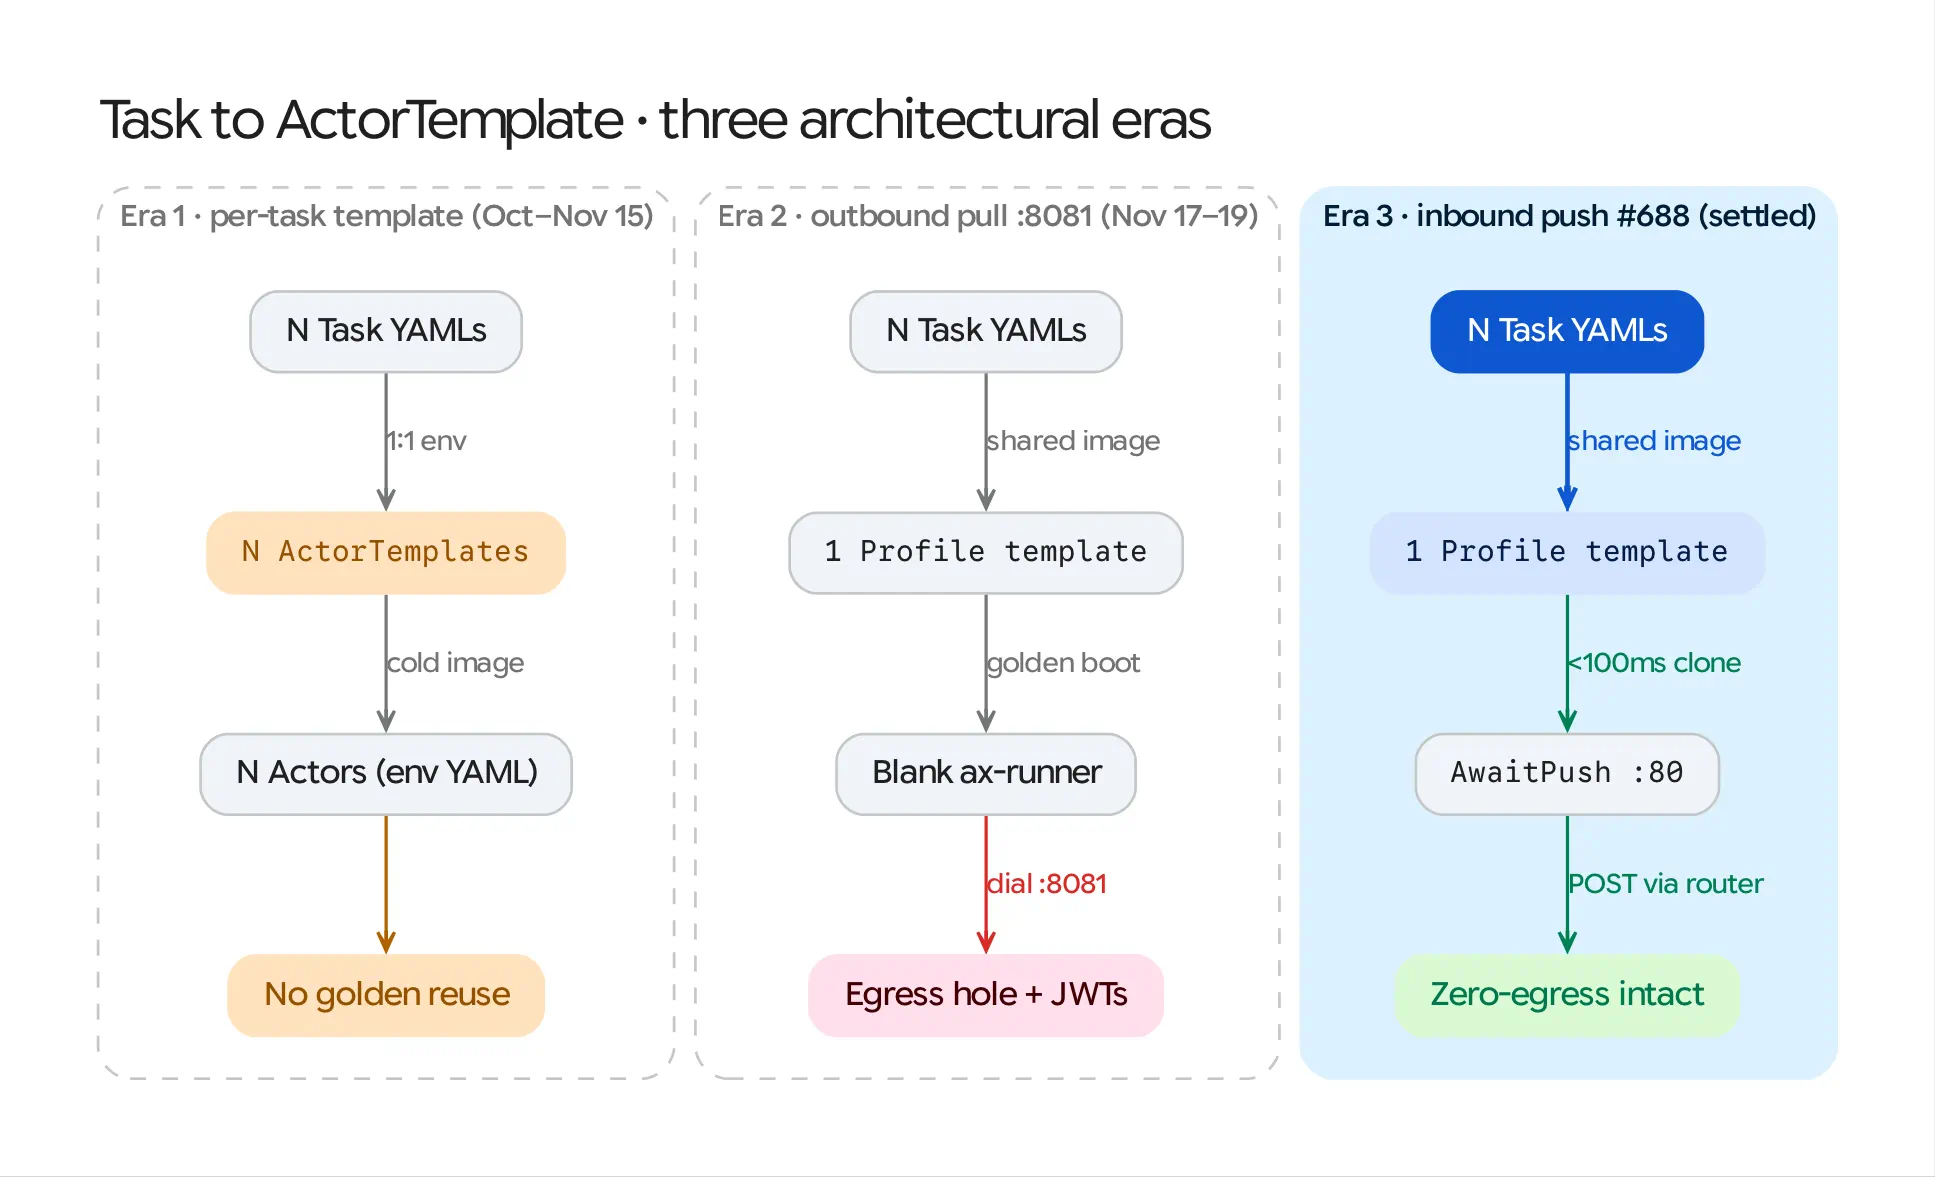 Task to ActorTemplate · three architectural eras
Era 1 · per-task template (Oct–Nov 15)
N Task YAMLs
1:1 env
N ActorTemplates
cold image
N Actors (env YAML)
No golden reuse
Era 2 · outbound pull :8081 (Nov 17–19)
N Task YAMLs
shared image
1 Profile template
golden boot
Blank ax-runner
dial :8081
Egress hole + JWTs
Era 3 · inbound push #688 (settled)
N Task YAMLs
shared image
1 Profile template
<100ms clone
AwaitPush :80
POST via router
Zero-egress intact